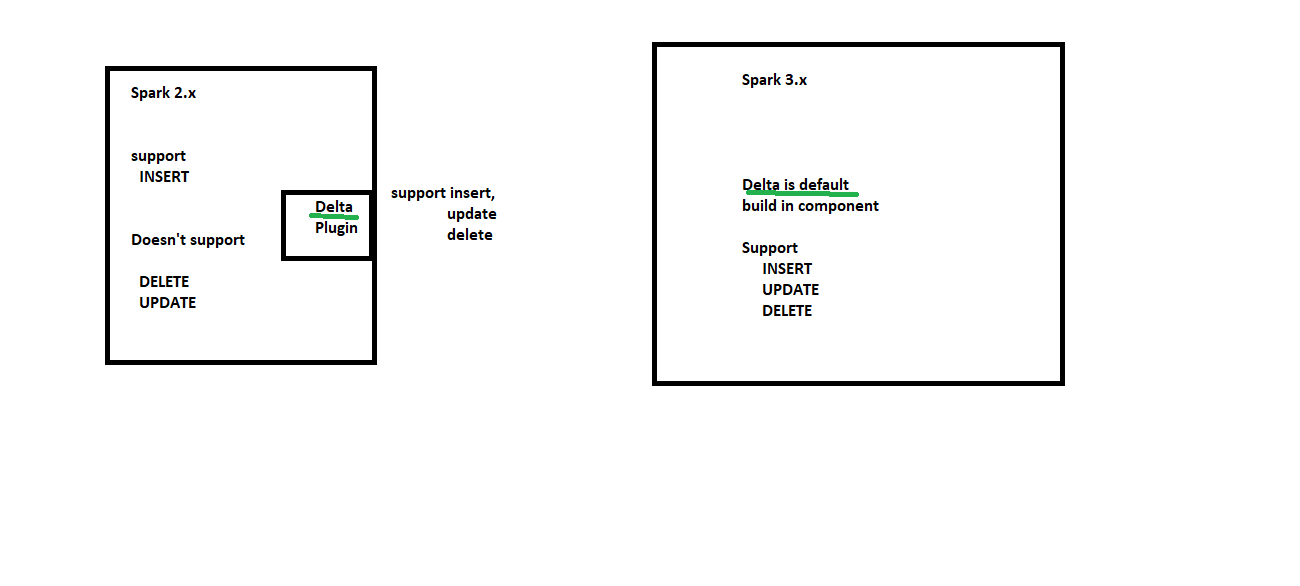 Spark 2.x
support
INSERT
Doesn't support
DELETE
UPDATE
Delta
Plugin
support insert,
update
delete
Spark 3.x
Delta is default
build in component
Support
INSERT
UPDATE
DELETE